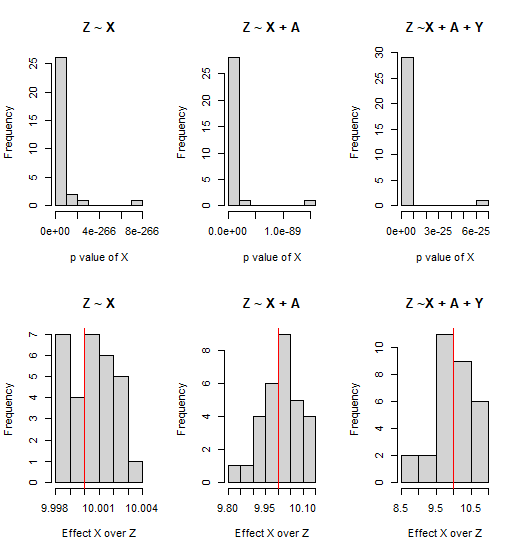 Z ~ X
Z ~ X + A
Z ~X + A + Y
Frequency
0 5 10 15 20 25
0e+00 4e-266 8e-266
p value of X
Frequency
0 5 10 15 20 25
0.0e+00 1.0e-89
p value of X
Frequency
0 5 10 15 20 25 30
0e+00 3e-25 6e-25
p value of X
Z ~ X
Z ~ X + A
Z ~X + A + Y
Frequency
0 1 2 3 4 5 6 7
9.998 10.001 10.004
Effect X over Z
Frequency
0 2 4 6 8
9.80 9.95 10.10
Effect X over Z
Frequency
0 2 4 6 8 10
8.5 9.5 10.5
Effect X over Z